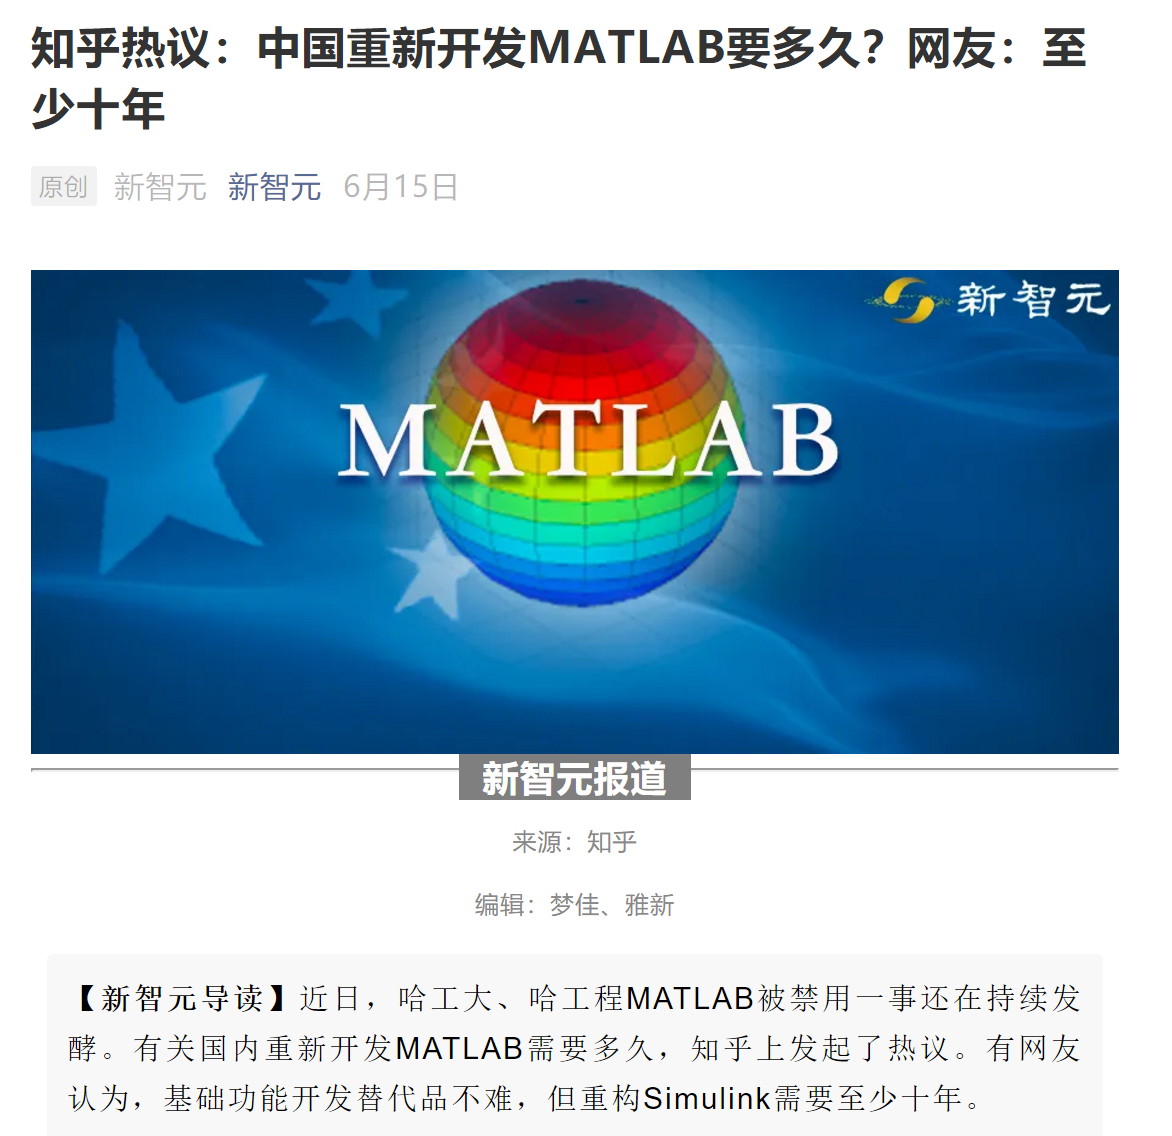 知乎热议：中国重新开发MATLAB要多久？网友：至
少十年
原创 新智元 新智元 6月15日
新智元
MATLAB
新智元报道
来源：知乎
编辑：梦佳、雅新
【新智元导读】近日，哈工大、哈工程MATLAB被禁用一事还在持续发
酵。有关国内重新开发MATLAB需要多久，知乎上发起了热议。有网友
认为，基础功能开发替代品不难，但重构Simulink需要至少十年。